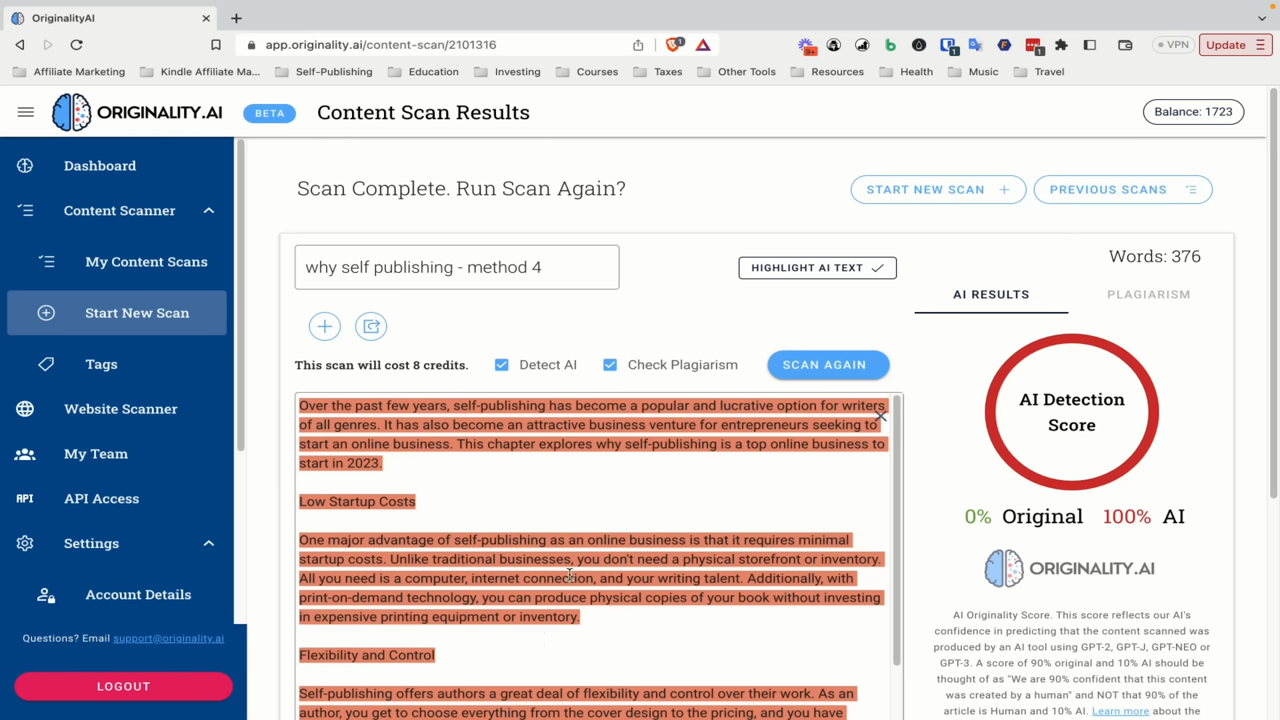 OriginalityAI
app.originality.ai/content-scan/2101316
1
9+
1
1
VPN
Update
Affiliate Marketing
Kindle Affiliate Ma...
Self-Publishing
Education
Investing
Courses
Taxes
Other Tools
Resources
Health
Music
Travel
ORIGINALITY.AI
BETA
Content Scan Results
Balance: 1723
Dashboard
Content Scanner
My Content Scans
Start New Scan
Tags
Website Scanner
My Team
API
API Access
Settings
Account Details
Questions? Email support@originality.ai
LOGOUT
Scan Complete. Run Scan Again?
START NEW SCAN
PREVIOUS SCANS
why self publishing - method 4
HIGHLIGHT AI TEXT
Words: 376
AI RESULTS
PLAGIARISM
This scan will cost 8 credits.
Detect AI
Check Plagiarism
SCAN AGAIN
Over the past few years, self-publishing has become a popular and lucrative option for writers
of all genres. It has also become an attractive business venture for entrepreneurs seeking to
start an online business. This chapter explores why self-publishing is a top online business to
start in 2023.
Low Startup Costs
One major advantage of self-publishing as an online business is that it requires minimal
startup costs. Unlike traditional businesses, you don't need a physical storefront or inventory.
All you need is a computer, internet connection, and your writing talent. Additionally, with
print-on-demand technology, you can produce physical copies of your book without investing
in expensive printing equipment or inventory.
Flexibility and Control
Self-publishing offers authors a great deal of flexibility and control over their work. As an
author, you get to choose everything from the cover design to the pricing, and you have
AI Detection
Score
0% Original 100% AI
ORIGINALITY.AI
AI Originality Score. This score reflects our AI's
confidence in predicting that the content scanned was
produced by an AI tool using GPT-2, GPT-J, GPT-NEO or
GPT-3. A score of 90% original and 10% AI should be
thought of as "We are 90% confident that this content
was created by a human" and NOT that 90% of the
article is Human and 10% AI. Learn more about the